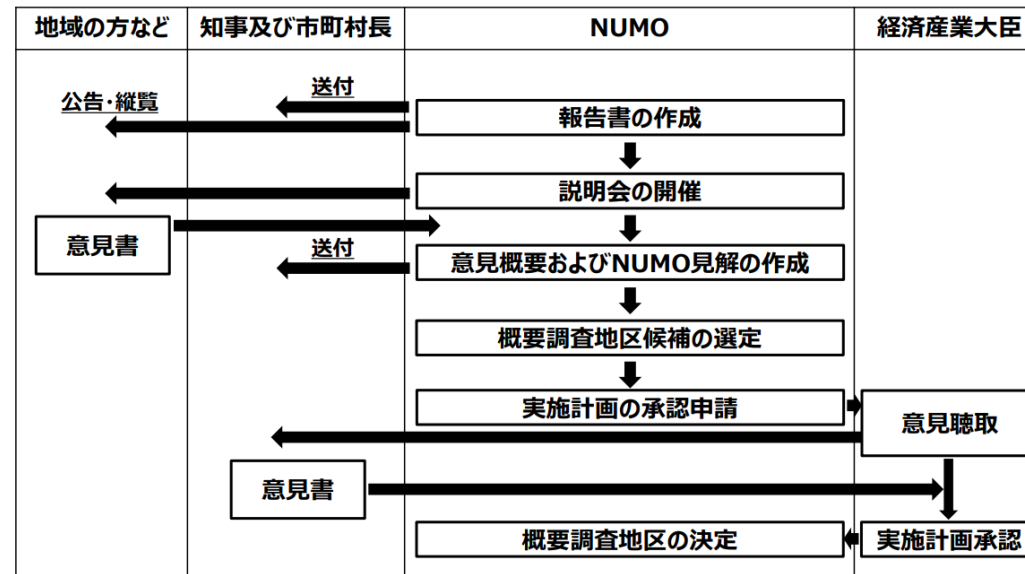 地域の方など
知事及び市町村長
NUMO
経済産業大臣
送付
公告・縦覧
報告書の作成
説明会の開催
意見書
送付
意見概要およびNUMO見解の作成
概要調査地区候補の選定
実施計画の承認申請
意見聴取
意見書
概要調査地区の決定
実施計画承認